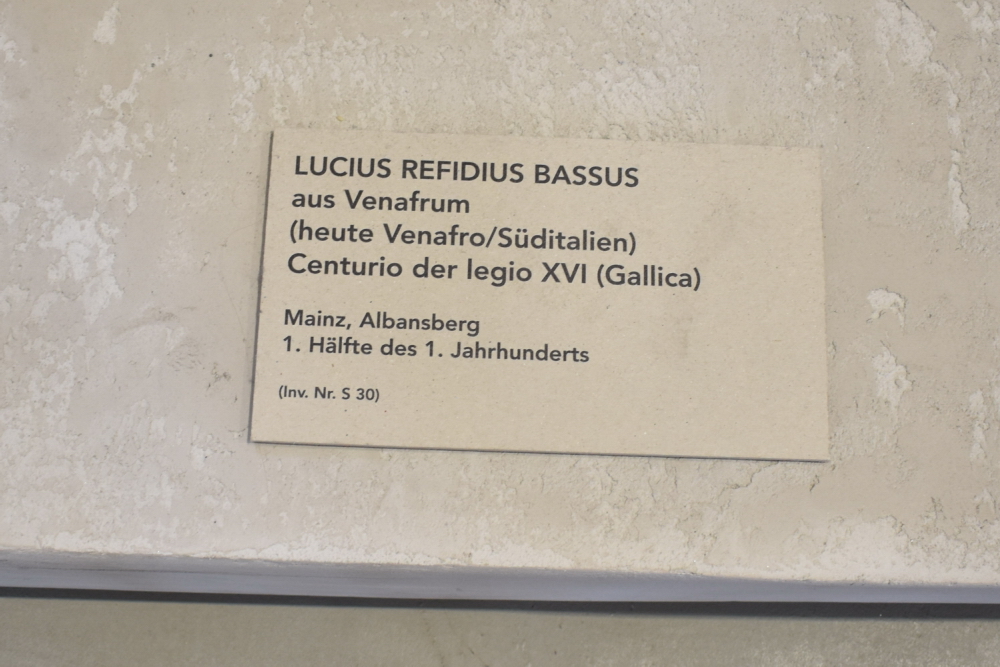 LUCIUS REFIDIUS BASSUS
aus Venafrum
(heute Venafro/Süditalien)
Centurio der legio XVI (Gallica)
Mainz, Albansberg
1. Hälfte des 1. Jahrhunderts
(Inv. Nr. S 30)